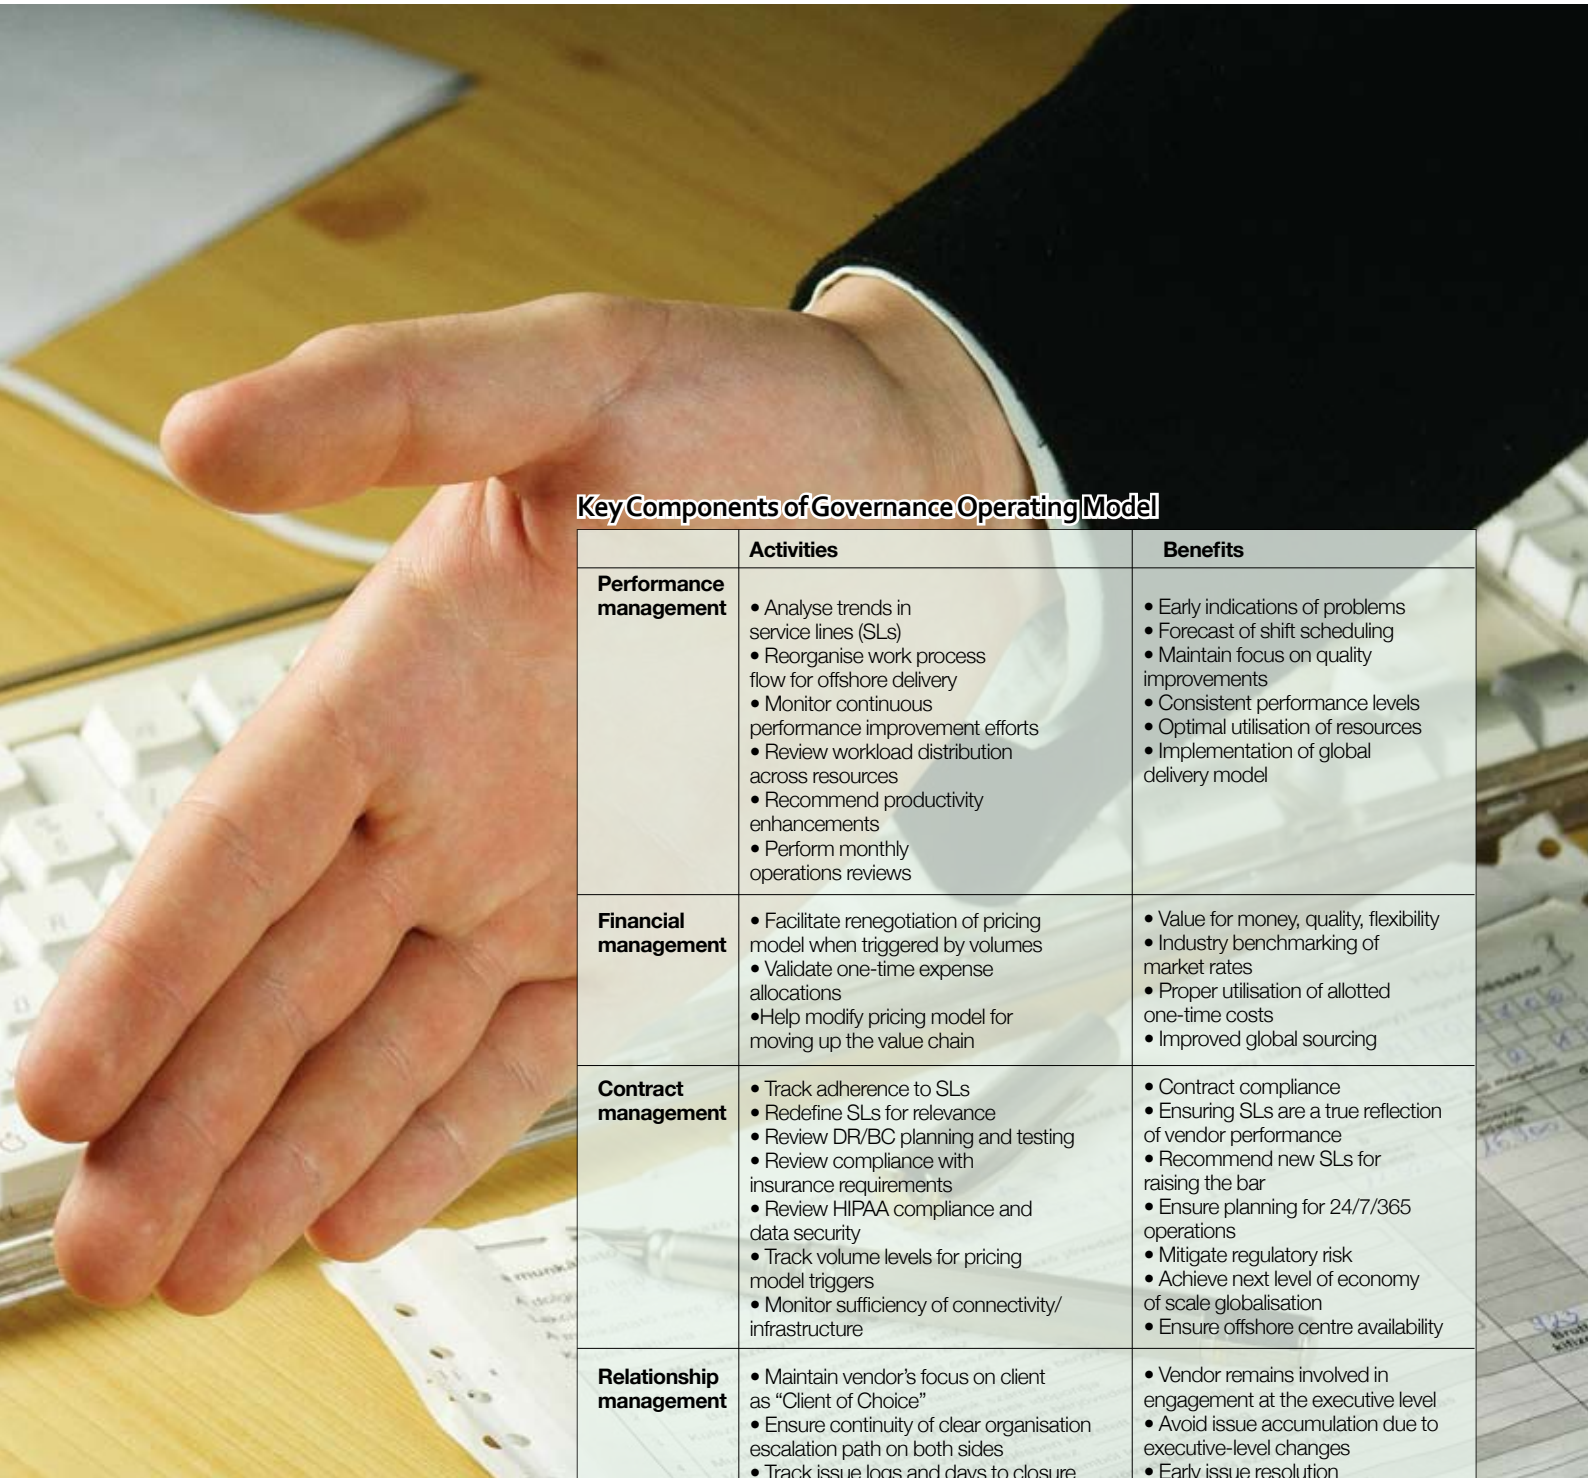 Key Components of Governance Operating Model
Activities
Benefits
Performance
management
• Analyse trends in
service lines (SLs)
• Reorganise work process
flow for offshore delivery
• Monitor continuous
performance improvement efforts
• Review workload distribution
across resources
• Recommend productivity
enhancements
• Perform monthly
operations reviews
• Early indications of problems
• Forecast of shift scheduling
• Maintain focus on quality
improvements
• Consistent performance levels
• Optimal utilisation of resources
• Implementation of global
delivery model
Financial
management
• Facilitate renegotiation of pricing
model when triggered by volumes
• Validate one-time expense
allocations
•Help modify pricing model for
moving up the value chain
• Value for money, quality, flexibility
• Industry benchmarking of
market rates
• Proper utilisation of allotted
one-time costs
• Improved global sourcing
Contract
management
• Track adherence to SLs
• Redefine SLs for relevance
• Review DR/BC planning and testing
• Review compliance with
insurance requirements
• Review HIPAA compliance and
data security
• Track volume levels for pricing
model triggers
• Monitor sufficiency of connectivity/
infrastructure
• Contract compliance
• Ensuring SLs are a true reflection
of vendor performance
• Recommend new SLs for
raising the bar
• Ensure planning for 24/7/365
operations
• Mitigate regulatory risk
• Achieve next level of economy
of scale globalisation
• Ensure offshore centre availability
Relationship
management
• Maintain vendor’s focus on client
as “Client of Choice”
• Ensure continuity of clear organisation
escalation path on both sides
• Track issue logs and days to closure
• Vendor remains involved in
engagement at the executive level
• Avoid issue accumulation due to
executive-level changes
• Early issue resolution